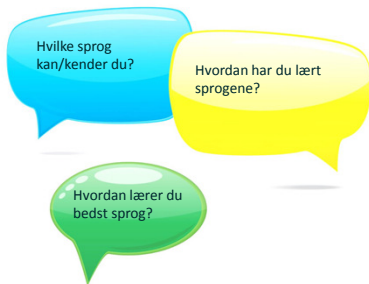 Hvilke sprog
kan/kender du?
Hvordan har du lært
sprogene?
Hvordan lærer du
bedst sprog?